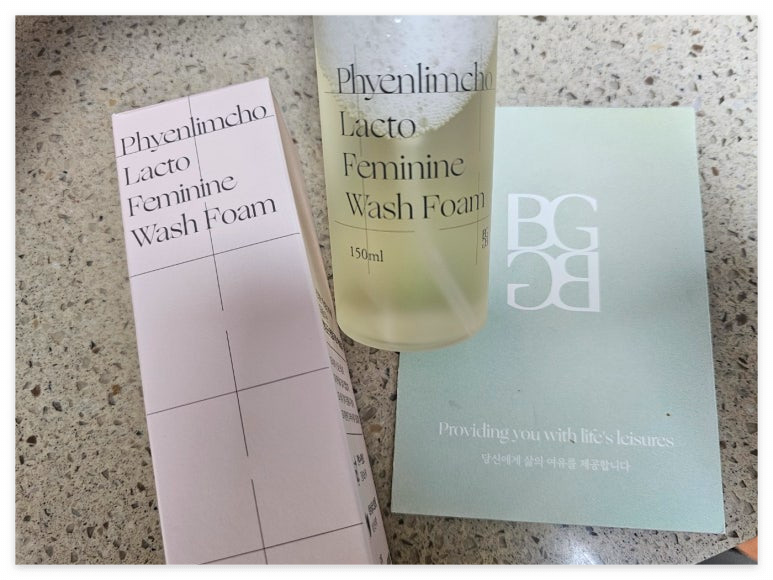 Phyenlimcho
Lacto
Feminine
Wash Foam
Phyenlimcho
Lacto
Feminine
Wash Foam
150ml
BG
BG
Providing you with life's leisures
당신에게 삶의 여유를 제공합니다